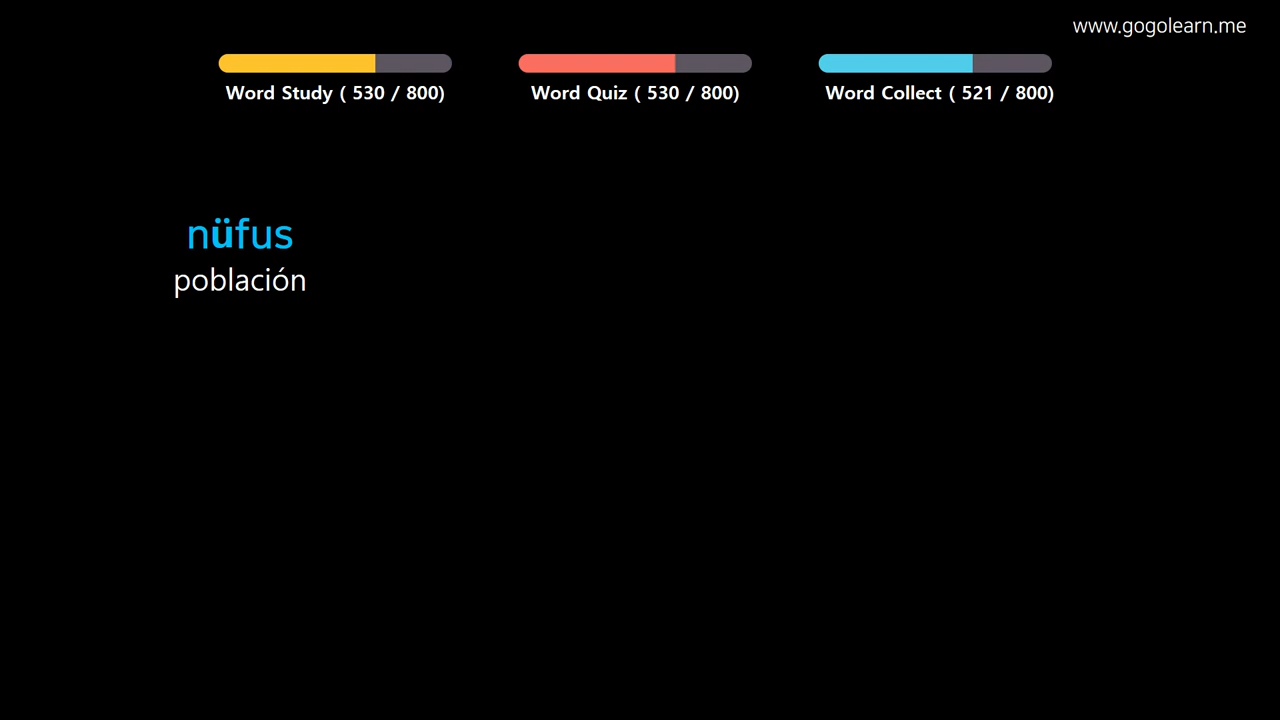 www.gogolearn.me
Word Study ( 530 / 800)
Word Quiz ( 530 / 800)
Word Collect ( 521 / 800)
nüfus
población